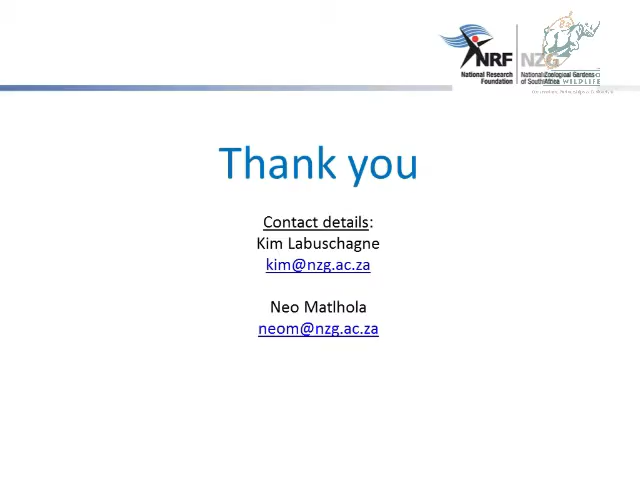 NRF
NZG
National Research
Foundation
National Zoological Gardens
of South Africa
WILDLIFE
Thank you
Contact details:
Kim Labuschagne
kim@nzg.ac.za
Neo Matlhola
neom@nzg.ac.za